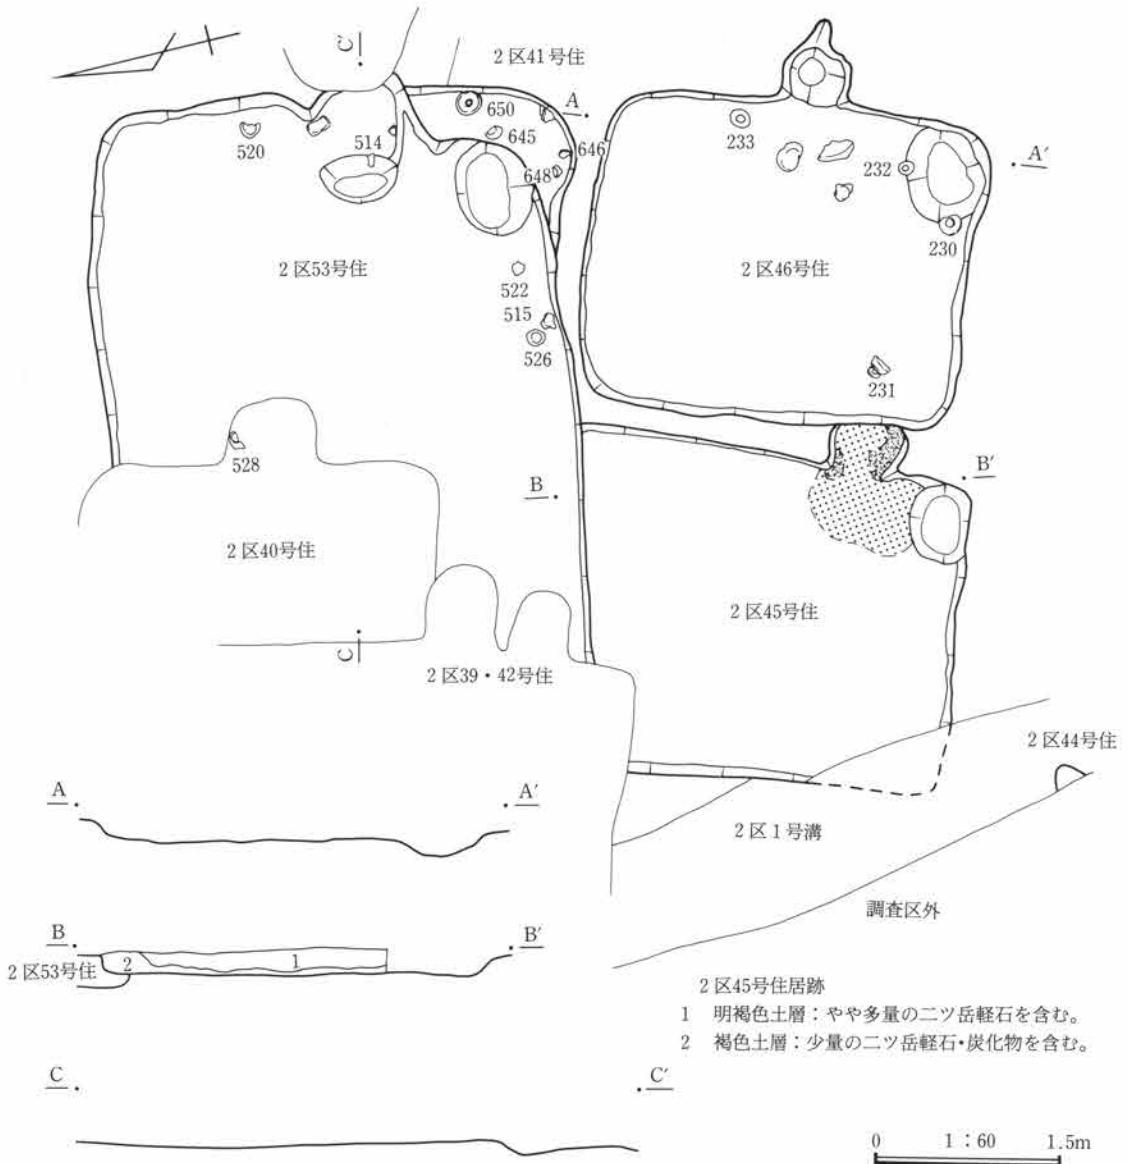 C′
2区41号住
650
A
645
514
520
646
648
233
232
A′
230
2区53号住
2区46号住
522
515
526
231
528
B
B′
2区40号住
2区45号住
C
2区39・42号住
2区44号住
A
A′
2区1号溝
調査区外
B
B′
2区53号住
2
1
2区45号住居跡
1 明褐色土層：やや多量の二ツ岳軽石を含む。
2 褐色土層：少量の二ツ岳軽石・炭化物を含む。
C
C′
0 1：60 1.5m